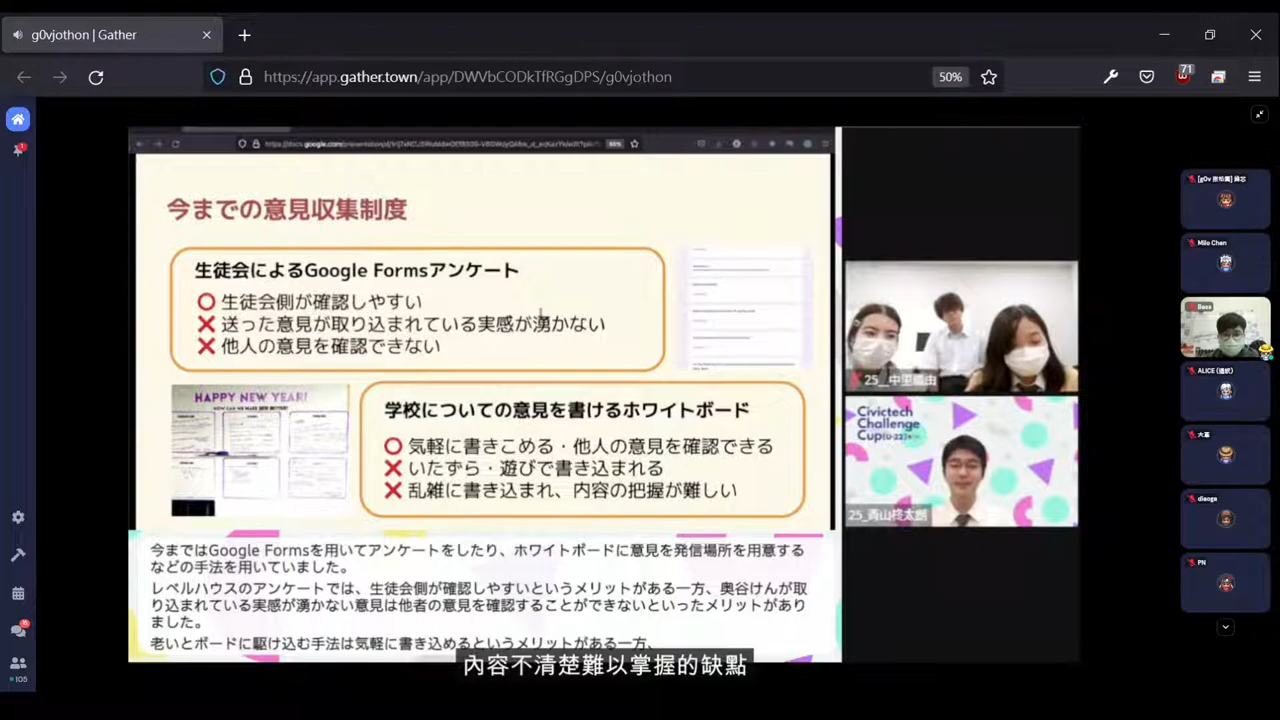 g0vjothon | Gather
https://app.gather.town/app/DWVbCODkTfRGgDPS/g0vjothon
50%
71
今までの意見収集制度
生徒会によるGoogle Formsアンケート
生徒会側が確認しやすい
送った意見が取り込まれている実感が湧かない
他人の意見を確認できない
HAPPY NEW YEAR!
学校についての意見を書けるホワイトボード
気軽に書きこめる・他人の意見を確認できる
いたずら・遊びで書き込まれる
乱雑に書き込まれ、内容の把握が難しい
今まではGoogle Formsを用いてアンケートをしたり、ホワイトボードに意見を発信場所を用意する
などの手法を用いていました。
レベルハウスのアンケートでは、生徒会側が確認しやすいというメリットがある一方、奥谷けんが取
り込まれている実感が湧かない意見は他者の意見を確認することができないといったメリットがあり
ました。
老いとボードに駆け込む手法は気軽に書き込めるというメリットがある一方、
內容不清楚難以掌握的缺點
Civictech
Challenge
Cup(U-22)
25_青山柊太朗
Milo Chen
Bess
ALICE
大葉
diaoge
PN
105